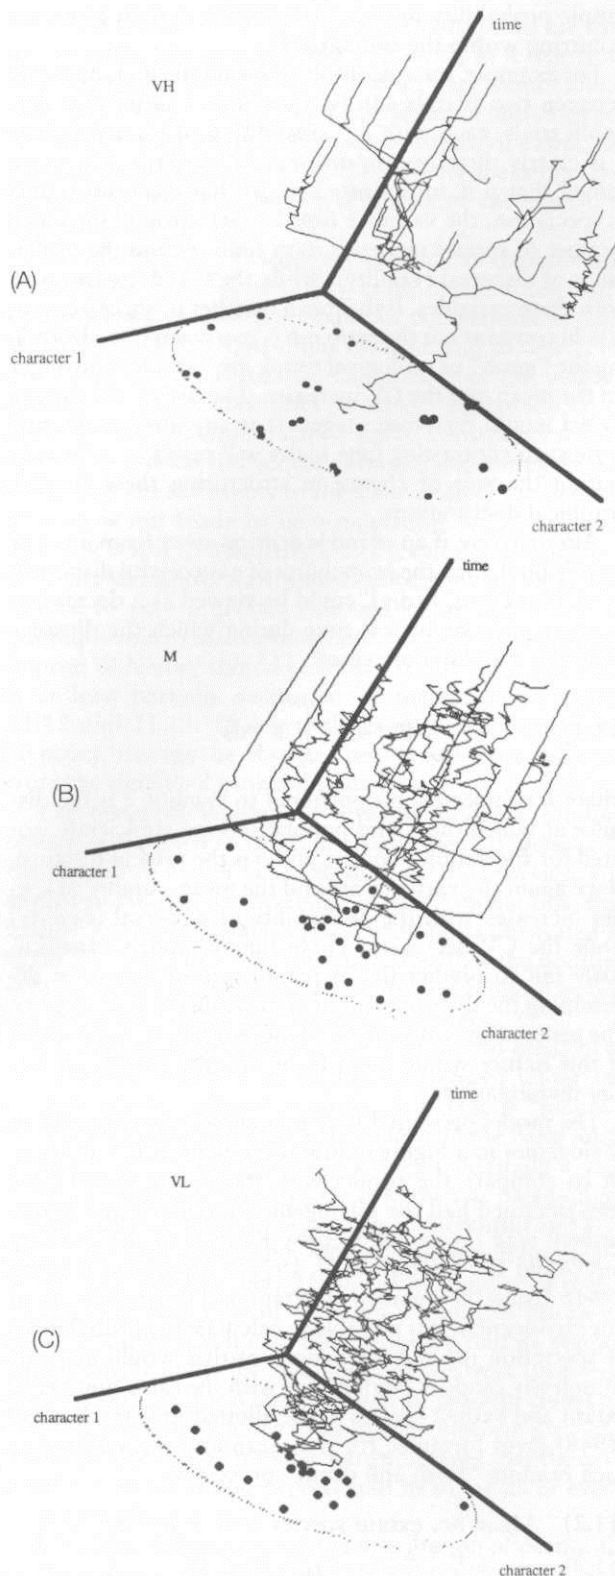 time
VH
(A)
character 1
character 2
time
M
(B)
character 1
character 2
time
VL
(C)
character 1
character 2